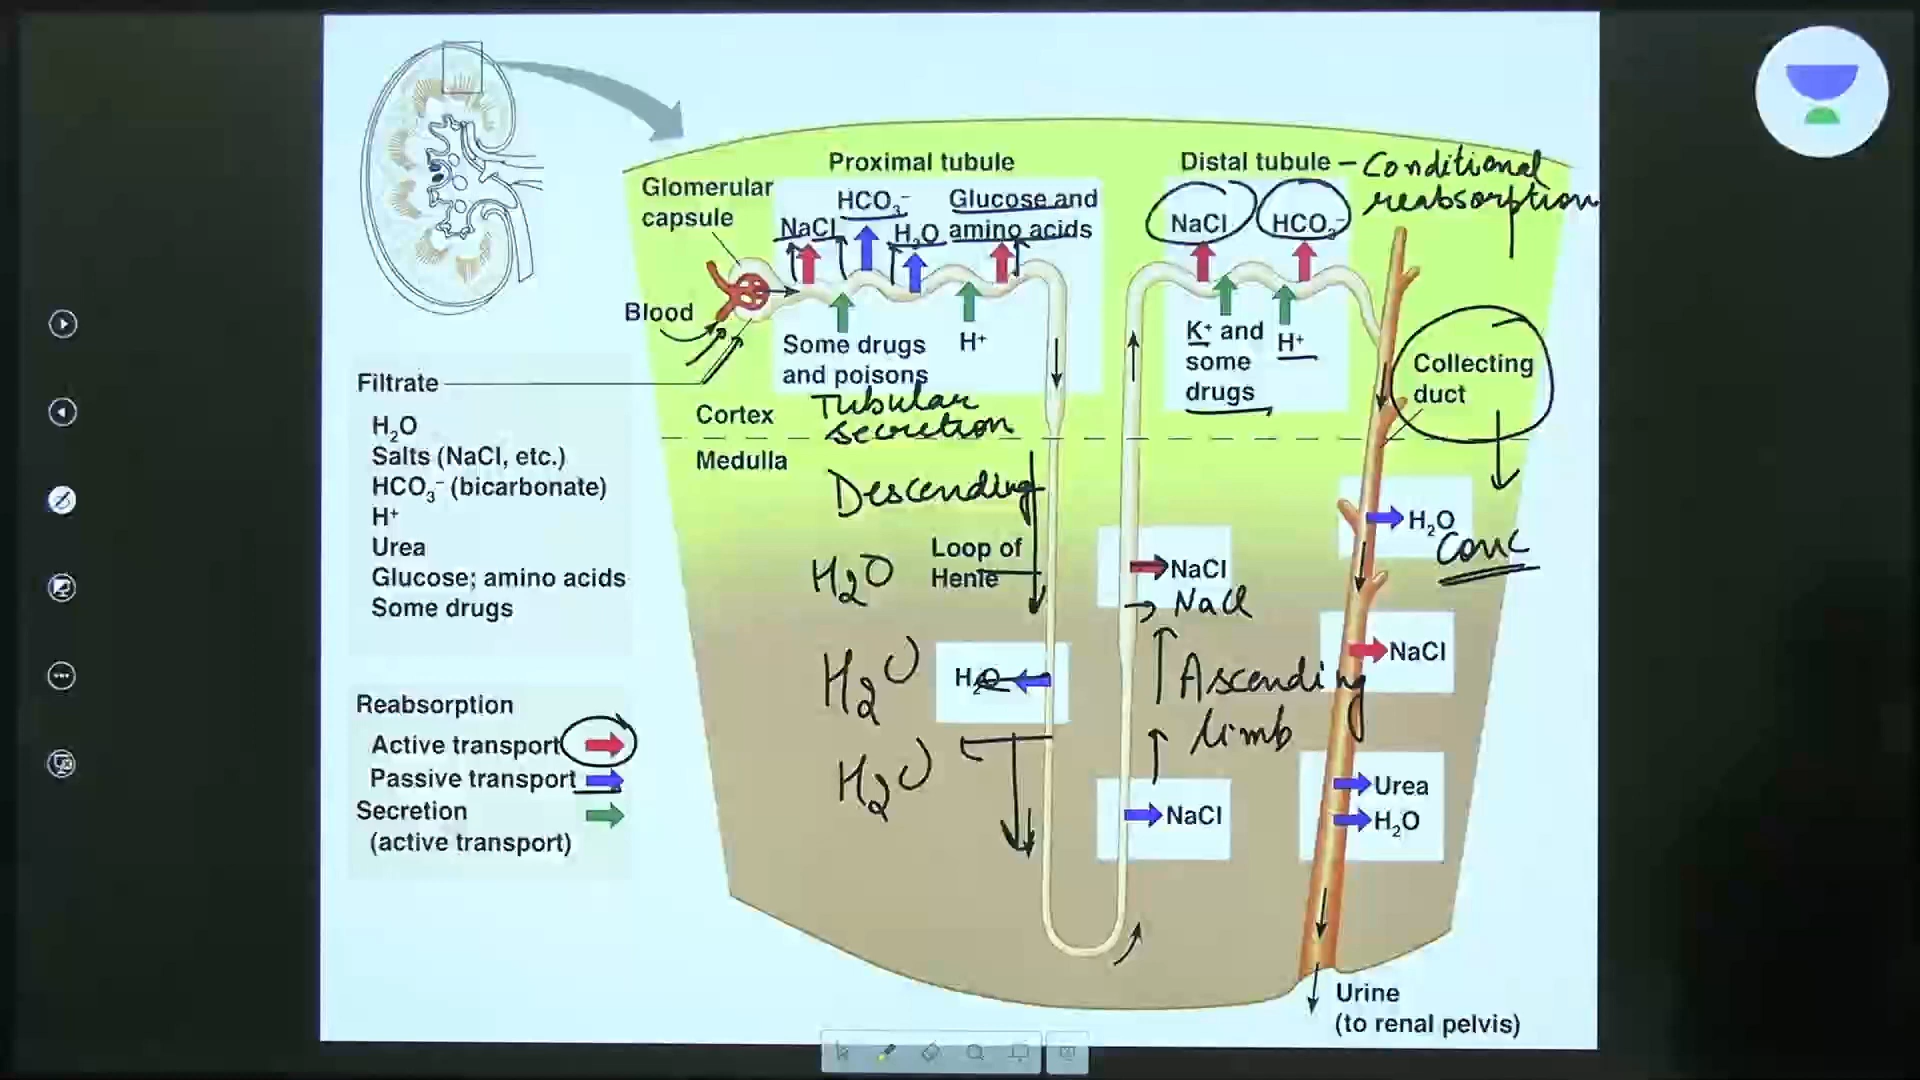 Proximal tubule
Distal tubule – Conditional
reabsorption
Glomerular
capsule
HCO3-
Glucose and
amino acids
NaCl
H2O
NaCl
HCO3-
Blood
Some drugs
and poisons
H+
K+ and
some
drugs
H+
Collecting
duct
Tubular
secretion
Cortex
Medulla
Filtrate
H2O
Salts (NaCl, etc.)
HCO3- (bicarbonate)
H+
Urea
Glucose; amino acids
Some drugs
Descending
Loop of
Henle
H2O
H2O
H2O
H2O
NaCl
NaCl
Ascending
limb
NaCl
H2O
Conc
NaCl
Urea
H2O
Reabsorption
Active transport
Passive transport
Secretion
(active transport)
Urine
(to renal pelvis)